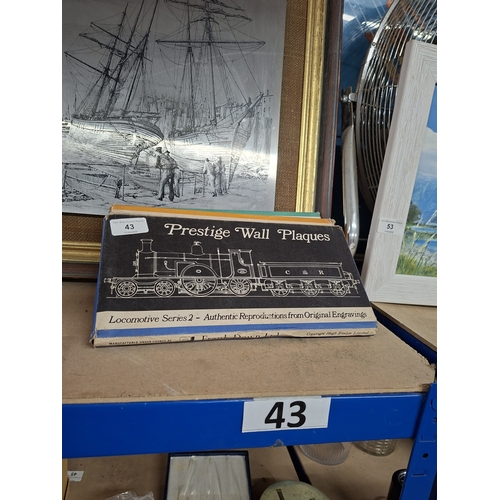 43
Prestige Wall Plaques
C & R
Locomotive Series 2 - Authentic Reproductions from Original Engravings
53
43